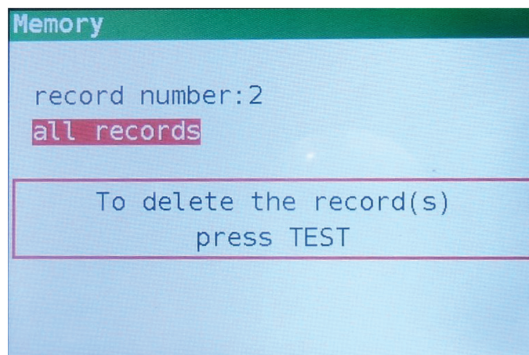 Memory
record number:2
all records
To delete the record(s)
press TEST